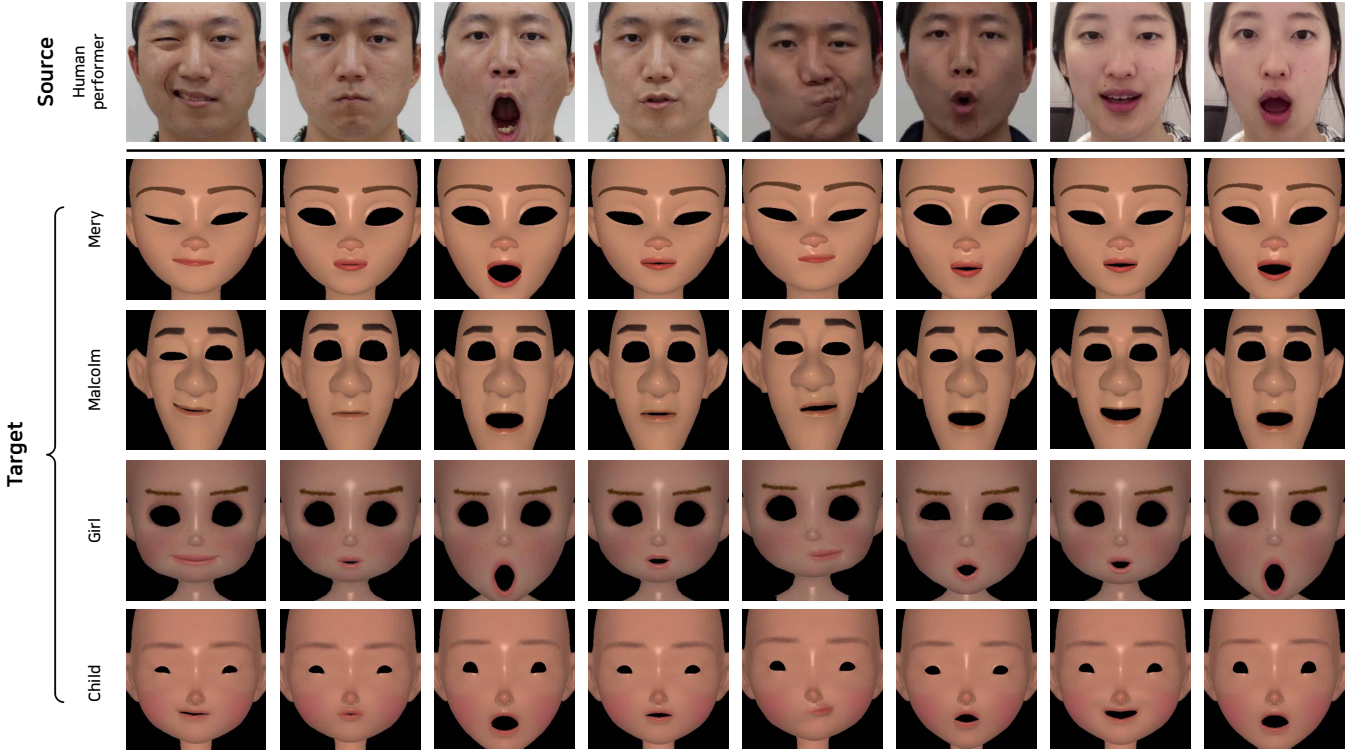 Source
Human
performer
Target
Mery
Malcolm
Girl
Child